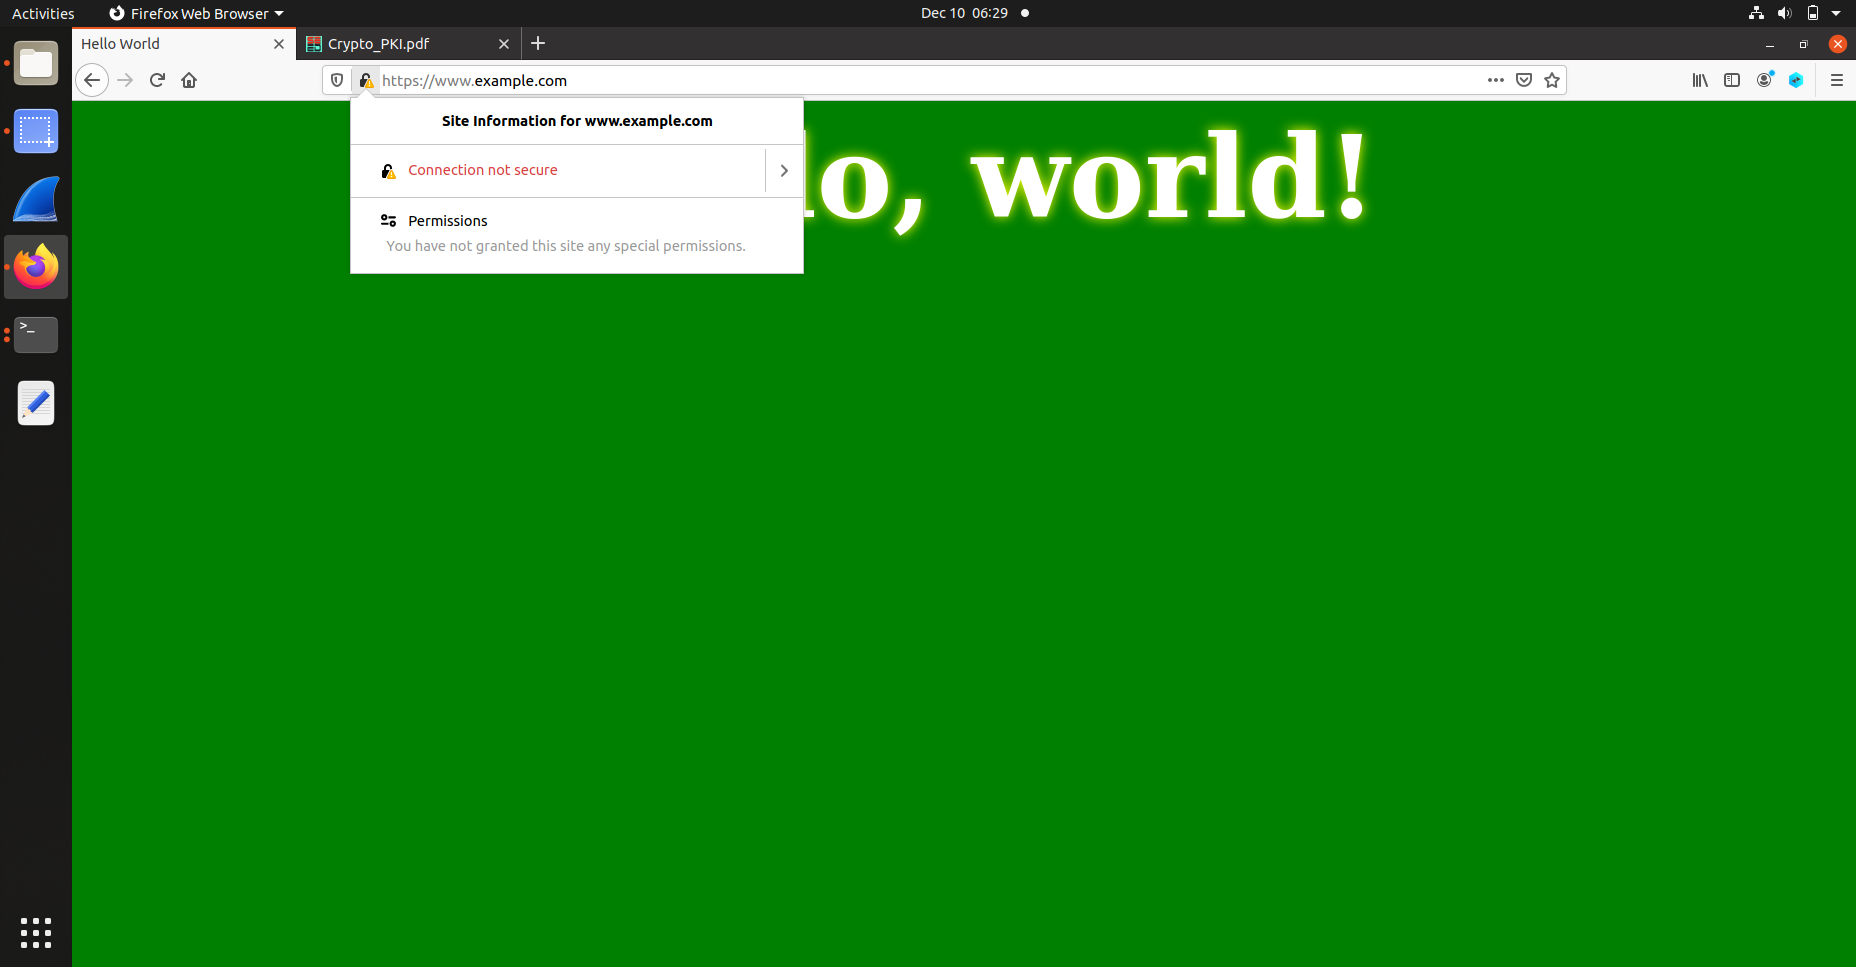 Activities
Firefox Web Browser
Dec 10 06:29
Hello World
Crypto_PKI.pdf
https://www.example.com
Site Information for www.example.com
Connection not secure
Permissions
You have not granted this site any special permissions.
lo, world!
>_